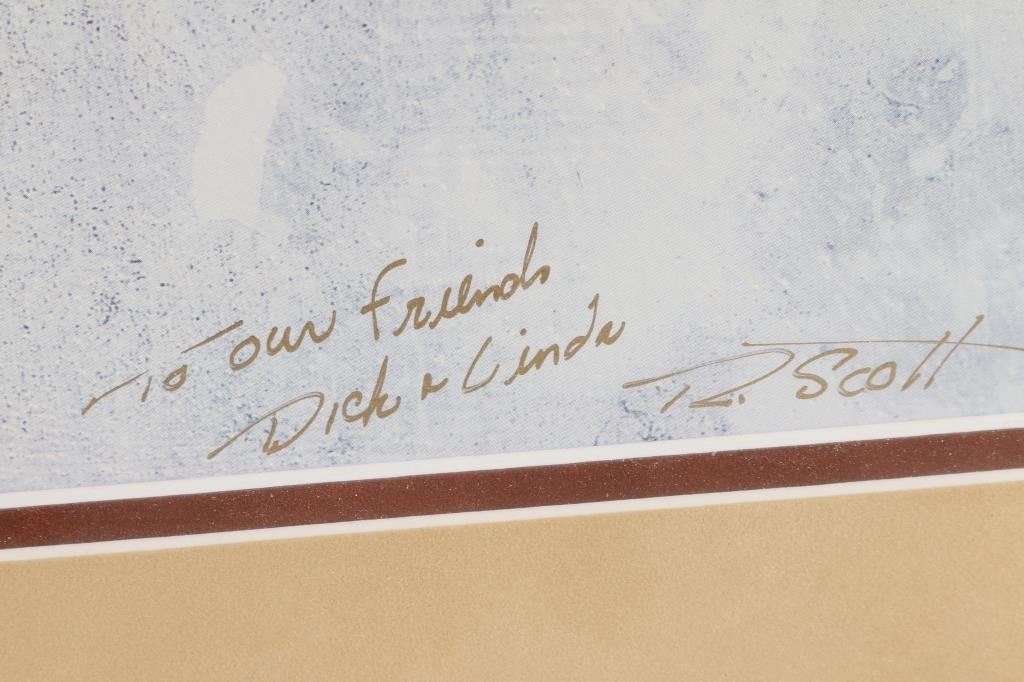 To our friends
Dick & Linda
R. Scott